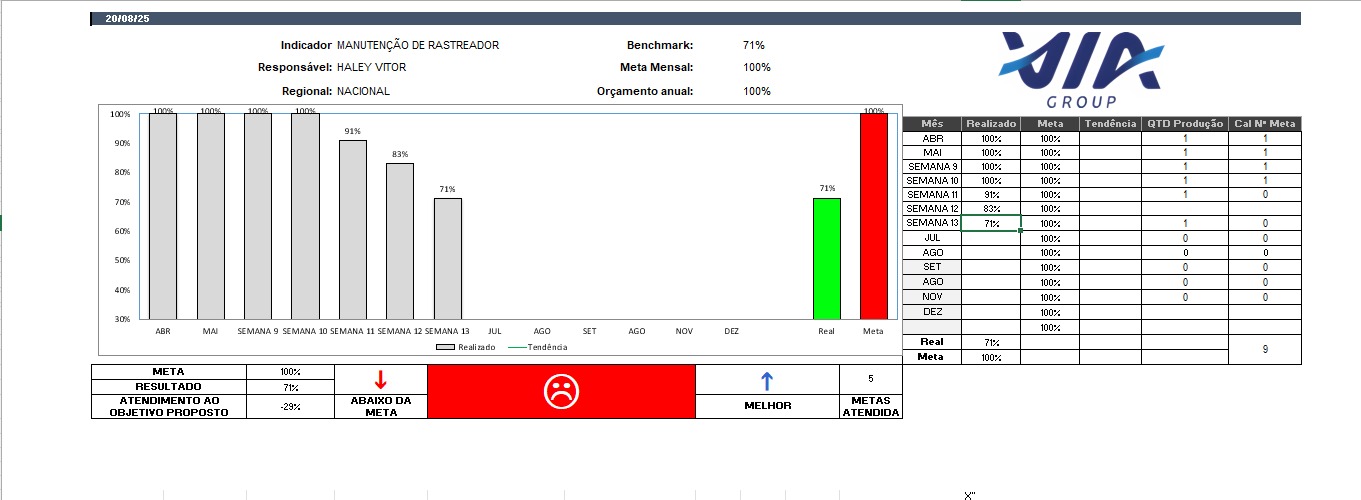 20/08/25
Indicador MANUTENÇÃO DE RASTREADOR Benchmark: 71%
Responsável: HALEY VITOR Meta Mensal: 100%
Regional: NACIONAL Orçamento anual: 100%
VIA
GROUP
100% 100% 100% 100% 100% 100%
90% 91%
80% 83%
70% 71% 71%
60%
50%
40%
30%
ABR MAI SEMANA 9 SEMANA 10 SEMANA 11 SEMANA 12 SEMANA 13 JUL AGO SET AGO NOV DEZ Real Meta
Realizado Tendência
Mês Realizado Meta Tendência QTD Produção Cal Nª Meta
ABR 100% 100% 1 1
MAI 100% 100% 1 1
SEMANA 9 100% 100% 1 1
SEMANA 10 100% 100% 1 1
SEMANA 11 91% 100% 1 0
SEMANA 12 83% 100%
SEMANA 13 71% 100% 1 0
JUL 100% 0 0
AGO 100% 0 0
SET 100% 0 0
AGO 100% 0 0
NOV 100% 0 0
DEZ 100%
100%
Real 71%
Meta 100%
9
META 100%
RESULTADO 71%
ATENDIMENTO AO
OBJETIVO PROPOSTO -29%
ABAIXO DA
META
MELHOR
5
METAS
ATENDIDA
X"